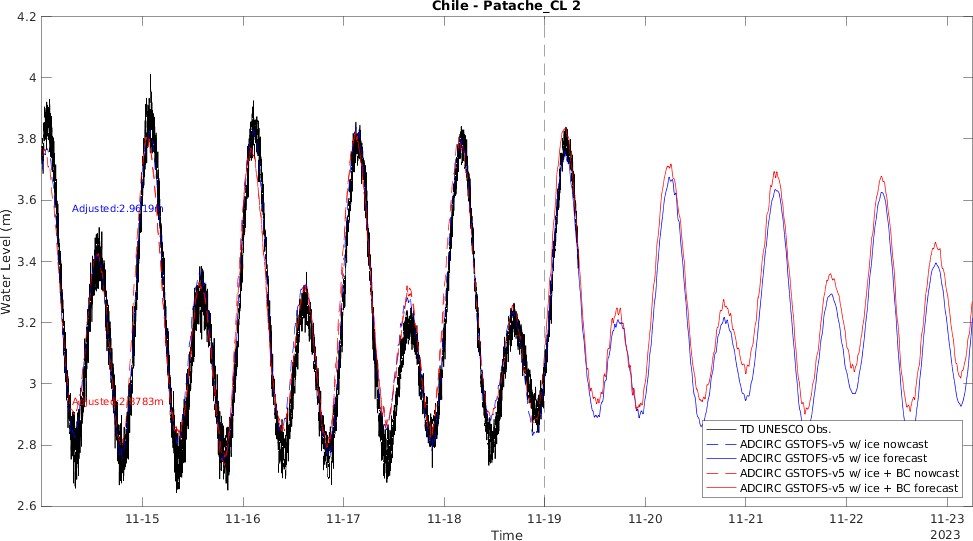 Chile - Patache_CL 2
4.2
4
3.8
3.6
3.4
3.2
3
2.8
2.6
Water Level (m)
Adjusted:2.9619m
Adjusted:2.8783m
TD UNESCO Obs.
ADCIRC GSTOFS-v5 w/ ice nowcast
ADCIRC GSTOFS-v5 w/ ice forecast
ADCIRC GSTOFS-v5 w/ ice + BC nowcast
ADCIRC GSTOFS-v5 w/ ice + BC forecast
11-15 11-16 11-17 11-18 11-19 11-20 11-21 11-22 11-23
2023
Time